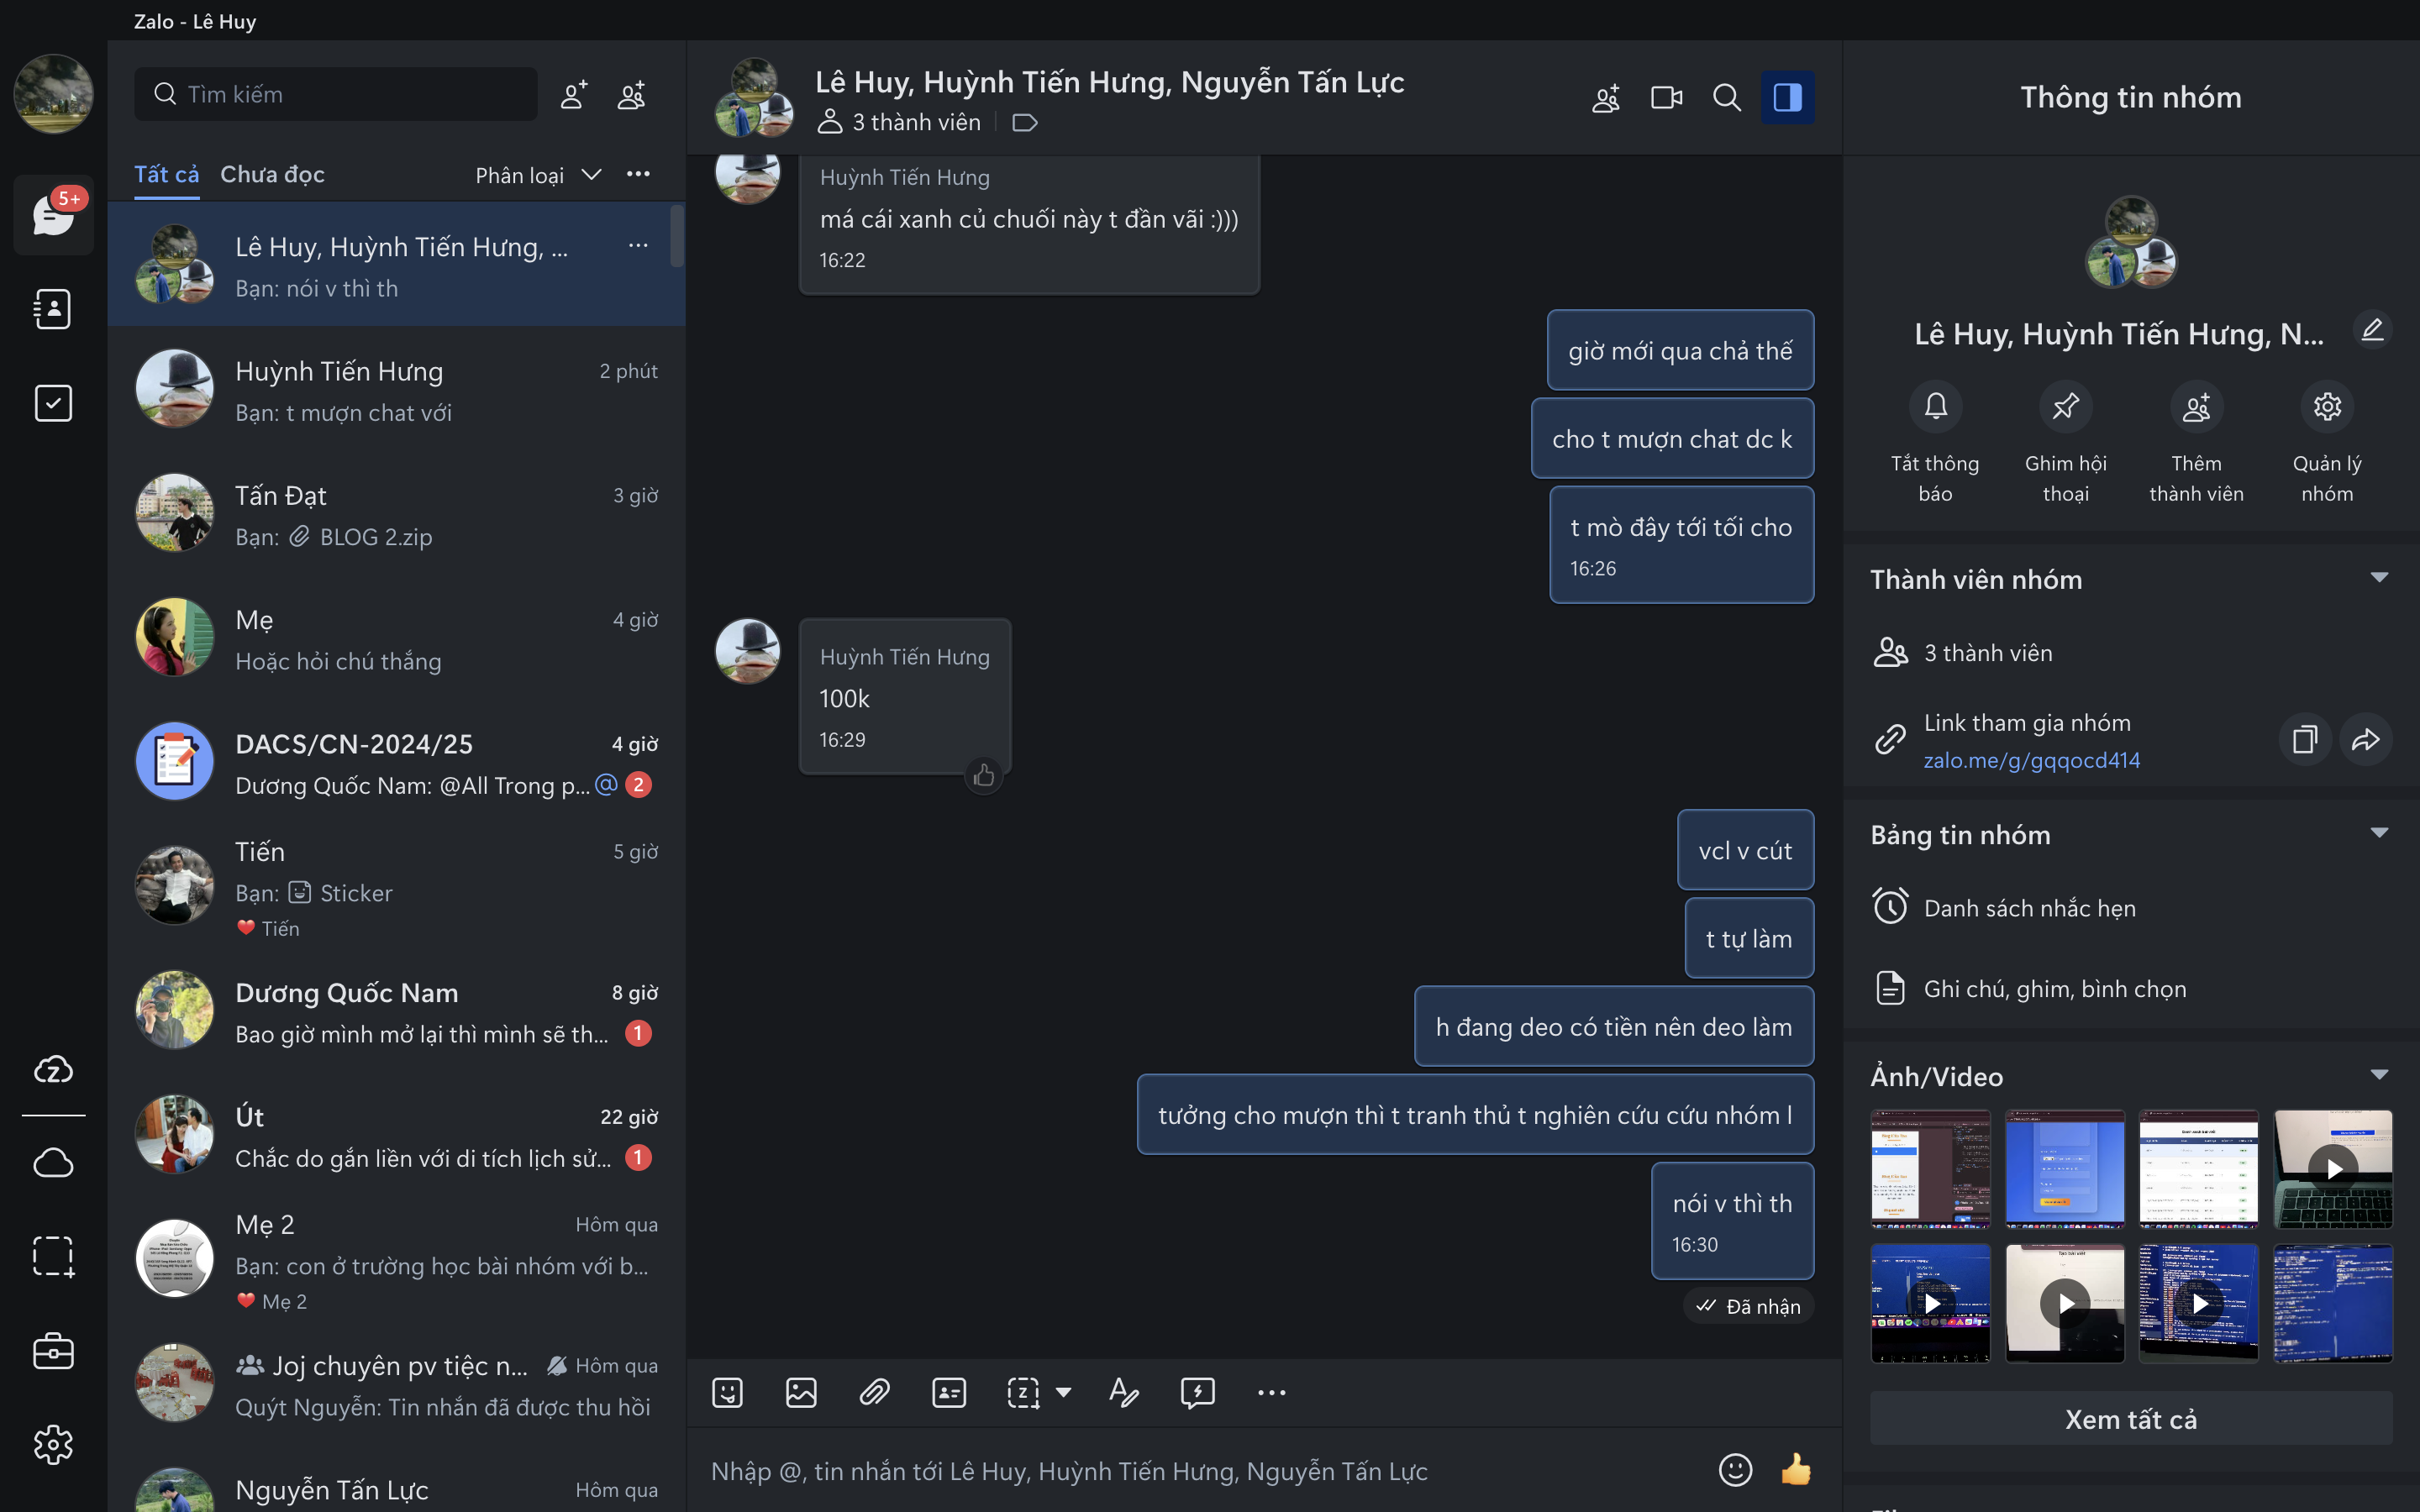 Zalo - Lê Huy
5+
Tìm kiếm
Tất cả
Chưa đọc
Phân loại
Lê Huy, Huỳnh Tiến Hưng, ...
Bạn: nói v thì th
Huỳnh Tiến Hưng
2 phút
Bạn: t mượn chat với
Tấn Đạt
3 giờ
Bạn: BLOG 2.zip
Mẹ
4 giờ
Hoặc hỏi chú thắng
DACS/CN-2024/25
4 giờ
Dương Quốc Nam: @All Trong p... @ 2
Tiến
5 giờ
Bạn: Sticker
Tiến
Dương Quốc Nam
8 giờ
Bao giờ mình mở lại thì mình sẽ th... 1
Út
22 giờ
Chắc do gắn liền với di tích lịch sử... 1
Mẹ 2
Hôm qua
Bạn: con ở trường học bài nhóm với b...
Mẹ 2
Joj chuyên pv tiệc n...
Hôm qua
Quýt Nguyễn: Tin nhắn đã được thu hồi
Nguyễn Tấn Lực
Hôm qua
Lê Huy, Huỳnh Tiến Hưng, Nguyễn Tấn Lực
3 thành viên
Huỳnh Tiến Hưng
má cái xanh củ chuối này t đần vãi :)))
16:22
giờ mới qua chả thế
cho t mượn chat dc k
t mò đây tới tối cho
16:26
Huỳnh Tiến Hưng
100k
16:29
vcl v cút
t tự làm
h đang deo có tiền nên deo làm
tưởng cho mượn thì t tranh thủ t nghiên cứu cứu nhóm l
nói v thì th
16:30
Đã nhận
Nhập @, tin nhắn tới Lê Huy, Huỳnh Tiến Hưng, Nguyễn Tấn Lực
Thông tin nhóm
Lê Huy, Huỳnh Tiến Hưng, N...
Tắt thông
báo
Ghim hội
thoại
Thêm
thành viên
Quản lý
nhóm
Thành viên nhóm
3 thành viên
Link tham gia nhóm
zalo.me/g/gqqocd414
Bảng tin nhóm
Danh sách nhắc hẹn
Ghi chú, ghim, bình chọn
Ảnh/Video
Xem tất cả